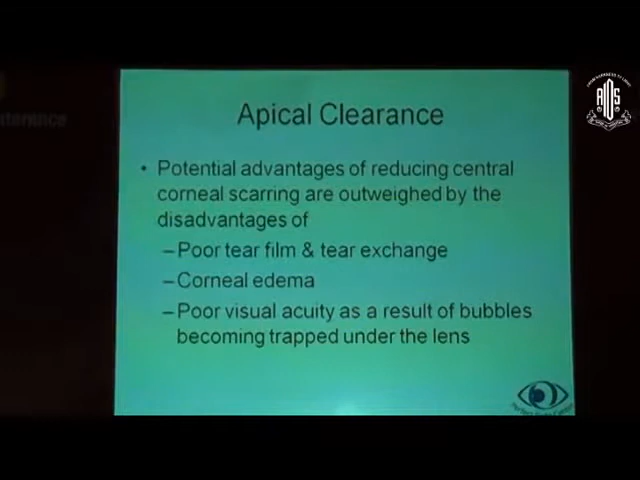 Apical Clearance
• Potential advantages of reducing central
corneal scarring are outweighed by the
disadvantages of
–Poor tear film & tear exchange
–Corneal edema
–Poor visual acuity as a result of bubbles
becoming trapped under the lens